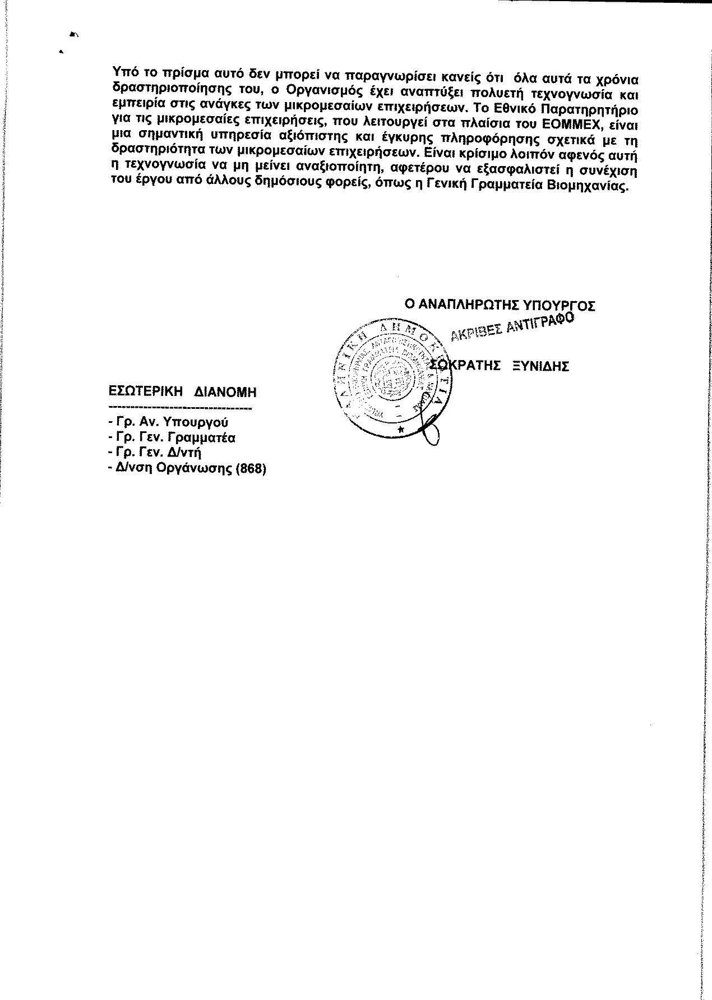 Υπό το πρίσμα αυτό δεν μπορεί να παραγνωρίσει κανείς ότι όλα αυτά τα χρόνια
δραστηριοποίησης του, ο Οργανισμός έχει αναπτύξει πολυετή τεχνογνωσία και
εμπειρία στις ανάγκες των μικρομεσαίων επιχειρήσεων. Το Εθνικό Παρατηρητήριο
για τις μικρομεσαίες επιχειρήσεις, που λειτουργεί στα πλαίσια του ΕΟΜΜΕΧ, είναι
μια σημαντική υπηρεσία αξιόπιστης και έγκυρης πληροφόρησης σχετικά με τη
δραστηριότητα των μικρομεσαίων επιχειρήσεων. Είναι κρίσιμο λοιπόν αφενός αυτή
η τεχνογνωσία να μη μείνει αναξιοποίητη, αφετέρου να εξασφαλιστεί η συνέχιση
του έργου από άλλους δημόσιους φορείς, όπως η Γενική Γραμματεία Βιομηχανίας.
Ο ΑΝΑΠΛΗΡΩΤΗΣ ΥΠΟΥΡΓΟΣ
ΑΚΡΙΒΕΣ ΑΝΤΙΓΡΑΦΟ
ΕΛΛΗΝΙΚΗ ΔΗΜΟΚΡΑΤΙΑ
ΣΩΚΡΑΤΗΣ ΞΥΝΙΔΗΣ
ΕΣΩΤΕΡΙΚΗ ΔΙΑΝΟΜΗ
- Γρ. Αν. Υπουργού
- Γρ. Γεν. Γραμματέα
- Γρ. Γεν. Δ/ντή
- Δ/νση Οργάνωσης (868)